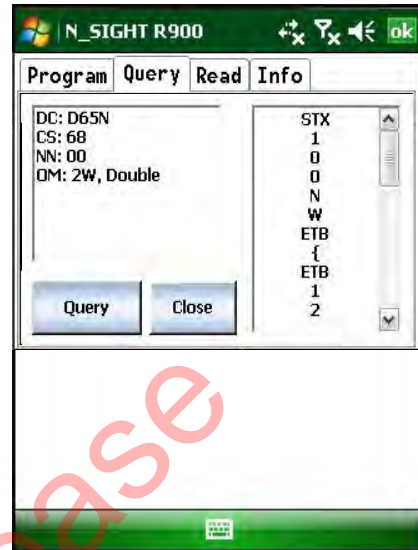 N_SIGHT R900
ok
Program Query Read Info
DC: D65N
CS: 68
NN: 00
OM: 2W, Double
STX
1
0
0
N
W
ETB
{
ETB
1
2
Query Close
ase